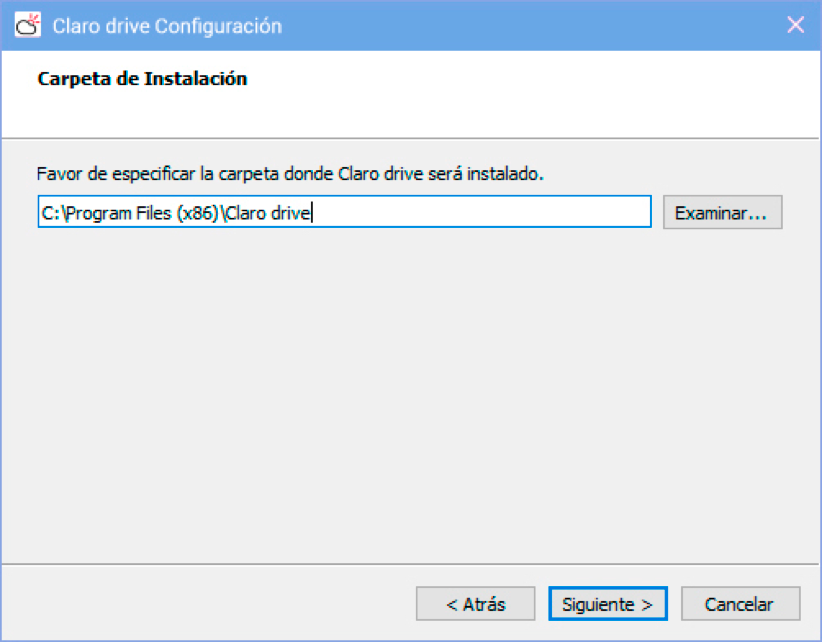 Claro drive Configuración
Carpeta de Instalación
Favor de especificar la carpeta donde Claro drive será instalado.
C:\Program Files (x86)\Claro drive
Examinar...
< Atrás
Siguiente >
Cancelar